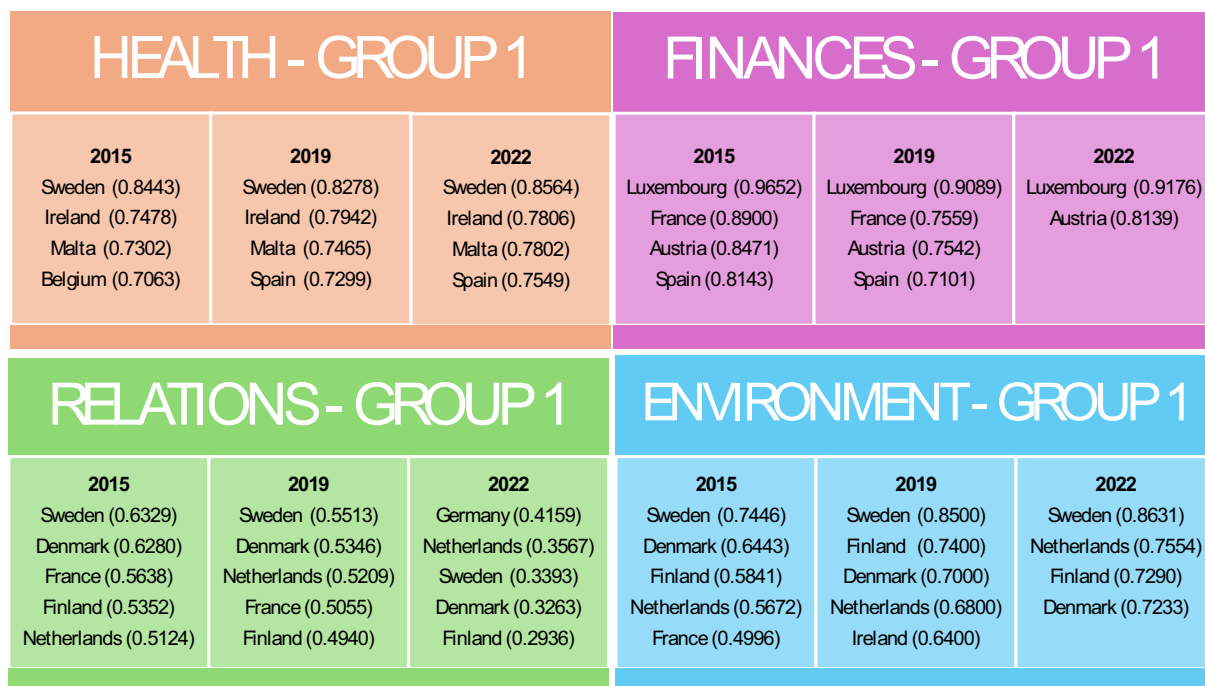 HEALTH - GROUP 1
2015
Sweden (0.8443)
Ireland (0.7478)
Malta (0.7302)
Belgium (0.7063)
2019
Sweden (0.8278)
Ireland (0.7942)
Malta (0.7465)
Spain (0.7299)
2022
Sweden (0.8564)
Ireland (0.7806)
Malta (0.7802)
Spain (0.7549)
FINANCES - GROUP 1
2015
Luxembourg (0.9652)
France (0.8900)
Austria (0.8471)
Spain (0.8143)
2019
Luxembourg (0.9089)
France (0.7559)
Austria (0.7542)
Spain (0.7101)
2022
Luxembourg (0.9176)
Austria (0.8139)
RELATIONS - GROUP 1
2015
Sweden (0.6329)
Denmark (0.6280)
France (0.5638)
Finland (0.5352)
Netherlands (0.5124)
2019
Sweden (0.5513)
Denmark (0.5346)
Netherlands (0.5209)
France (0.5055)
Finland (0.4940)
2022
Germany (0.4159)
Netherlands (0.3567)
Sweden (0.3393)
Denmark (0.3263)
Finland (0.2936)
ENVIRONMENT - GROUP 1
2015
Sweden (0.7446)
Denmark (0.6443)
Finland (0.5841)
Netherlands (0.5672)
France (0.4996)
2019
Sweden (0.8500)
Finland (0.7400)
Denmark (0.7000)
Netherlands (0.6800)
Ireland (0.6400)
2022
Sweden (0.8631)
Netherlands (0.7554)
Finland (0.7290)
Denmark (0.7233)